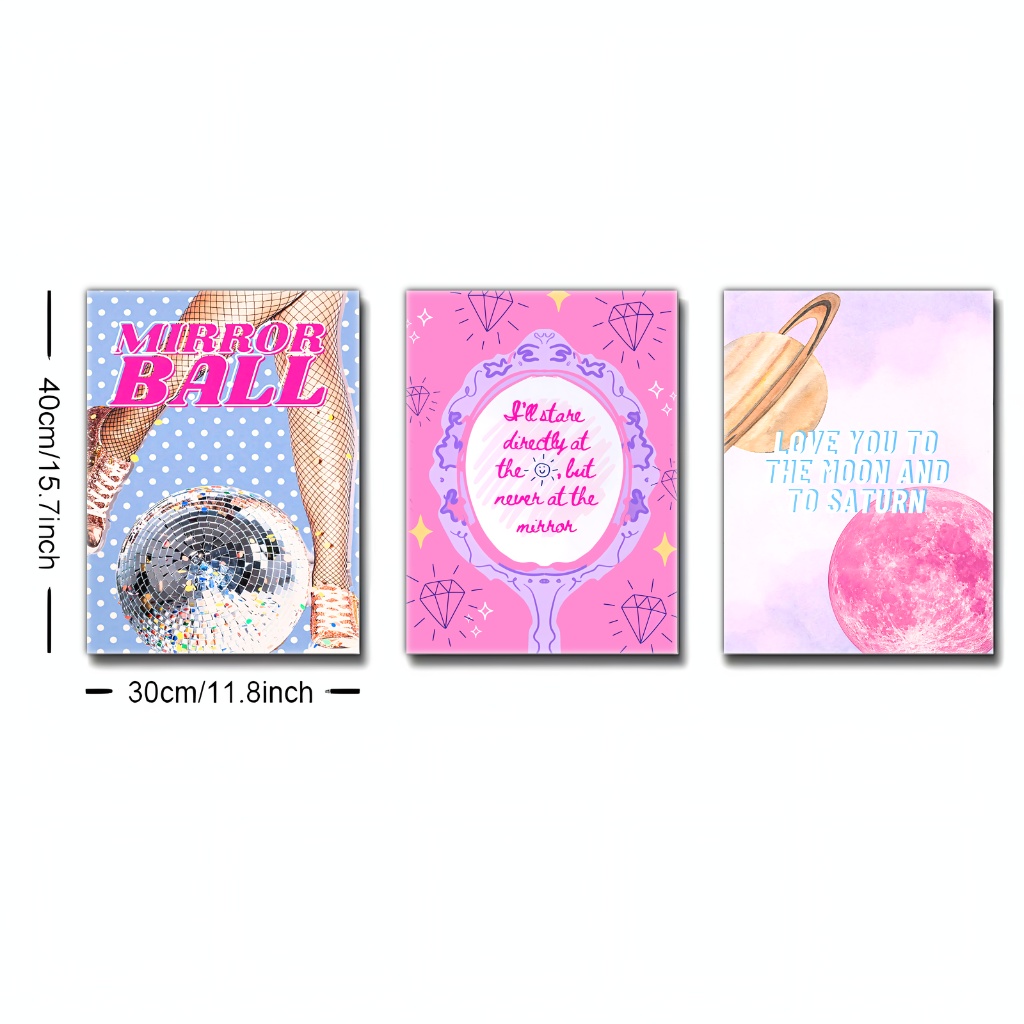 40cm/15.7inch
MIRROR
BALL
I'll stare
directly at
the , but
never at the
mirror
LOVE YOU TO
THE MOON AND
TO SATURN
30cm/11.8inch